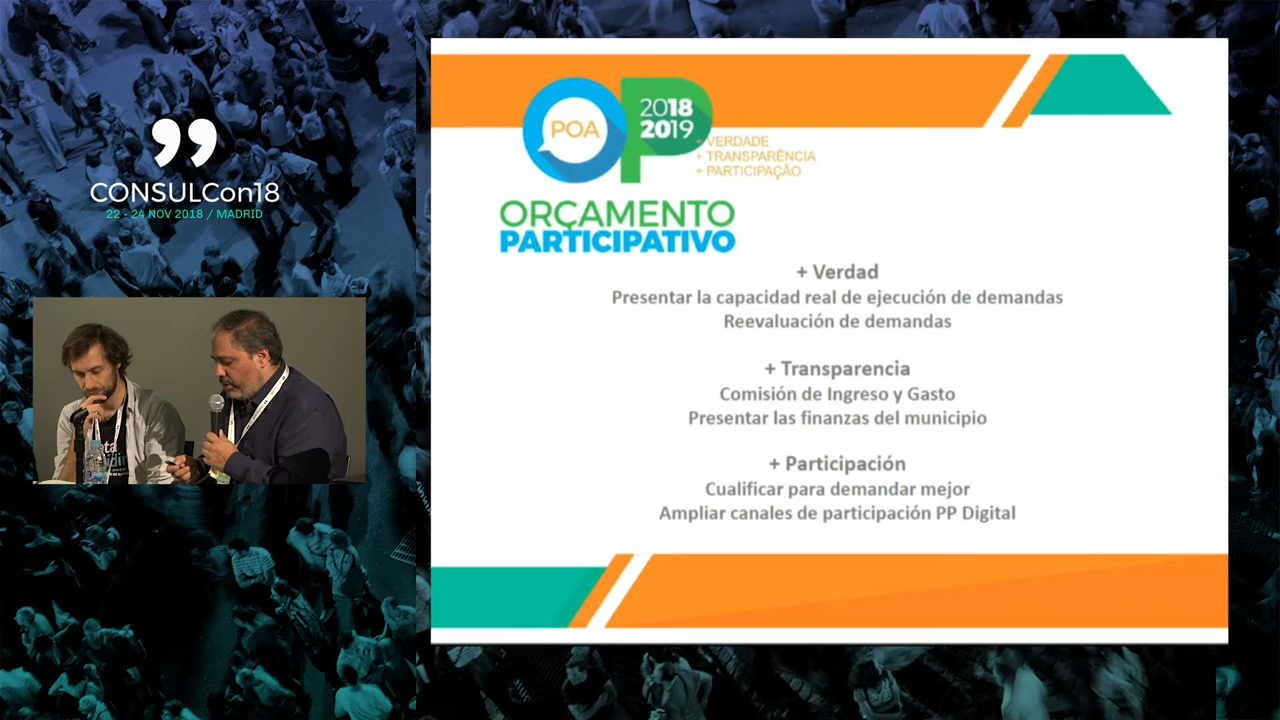 CONSULCon18
22 - 24 NOV 2018 / MADRID
POA
2018
2019
+ VERDADE
+ TRANSPARÊNCIA
+ PARTICIPAÇÃO
ORÇAMENTO
PARTICIPATIVO
+ Verdad
Presentar la capacidad real de ejecución de demandas
Reevaluación de demandas
+ Transparencia
Comisión de Ingreso y Gasto
Presentar las finanzas del municipio
+ Participación
Cualificar para demandar mejor
Ampliar canales de participación PP Digital